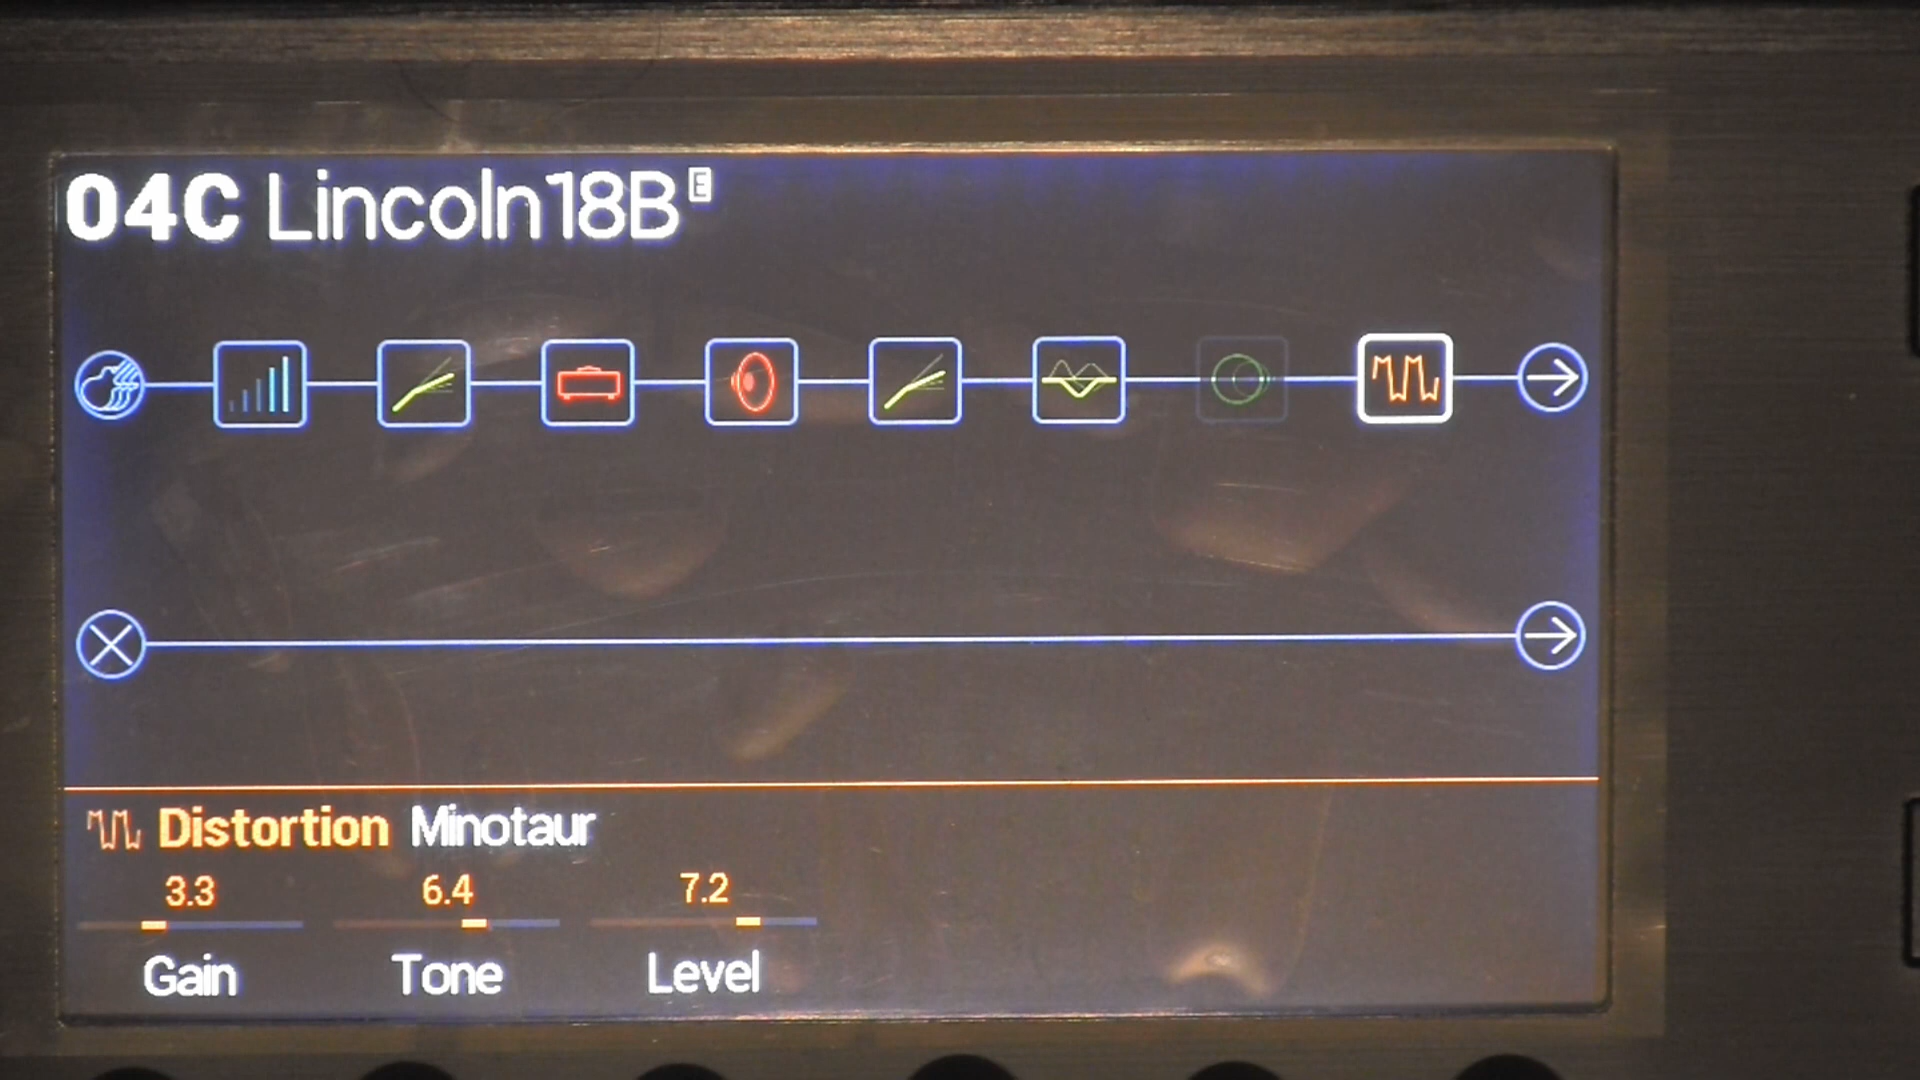 04C Lincoln18B E
Distortion Minotaur
3.3 6.4 7.2
Gain Tone Level